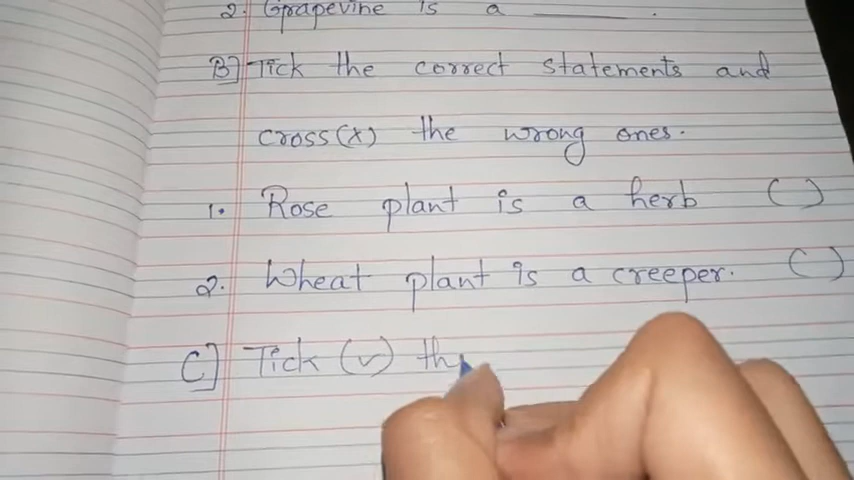 2. Grapevine is a ______.
B] Tick the correct statements and
cross(x) the wrong ones.
1. Rose plant is a herb ( )
2. Wheat plant is a creeper. ( )
C] Tick (✓) th